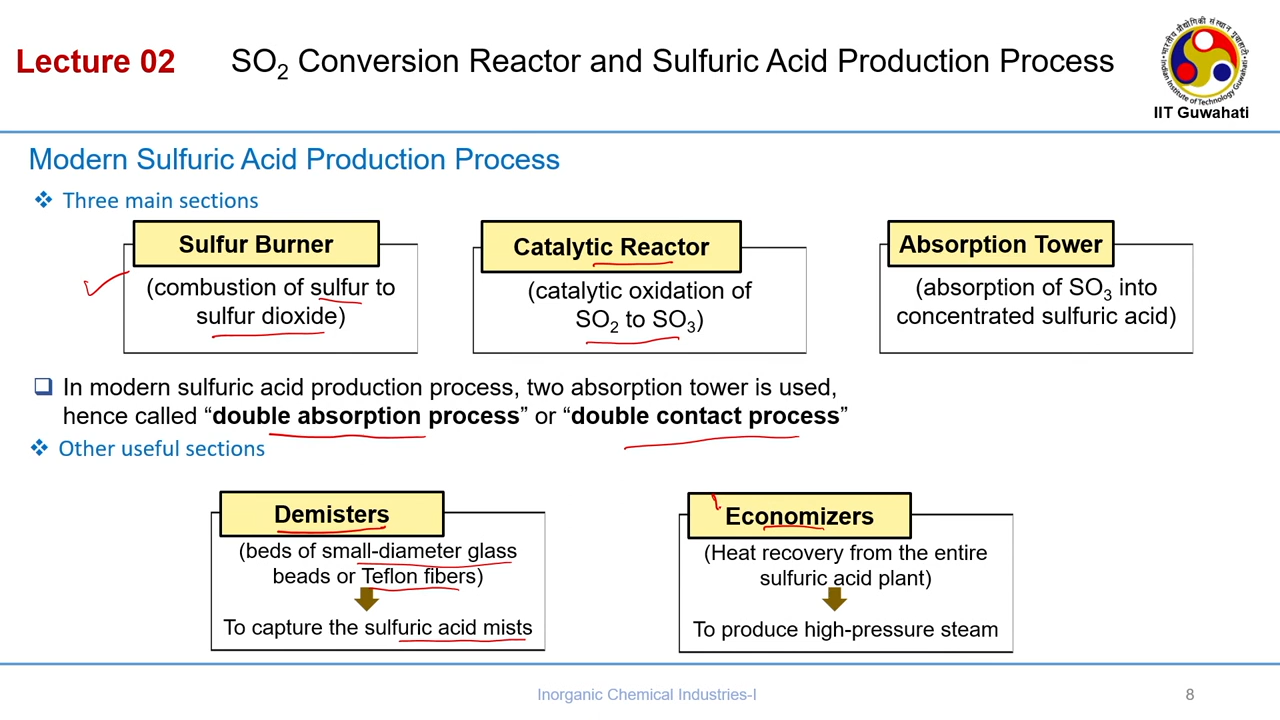 Lecture 02
SO₂ Conversion Reactor and Sulfuric Acid Production Process
IIT Guwahati
Modern Sulfuric Acid Production Process
❖ Three main sections
Sulfur Burner
(combustion of sulfur to
sulfur dioxide)
Catalytic Reactor
(catalytic oxidation of
SO₂ to SO₃)
Absorption Tower
(absorption of SO₃ into
concentrated sulfuric acid)
❑ In modern sulfuric acid production process, two absorption tower is used,
hence called “double absorption process” or “double contact process”
❖ Other useful sections
Demisters
(beds of small-diameter glass
beads or Teflon fibers)
To capture the sulfuric acid mists
Economizers
(Heat recovery from the entire
sulfuric acid plant)
To produce high-pressure steam
Inorganic Chemical Industries-I
8